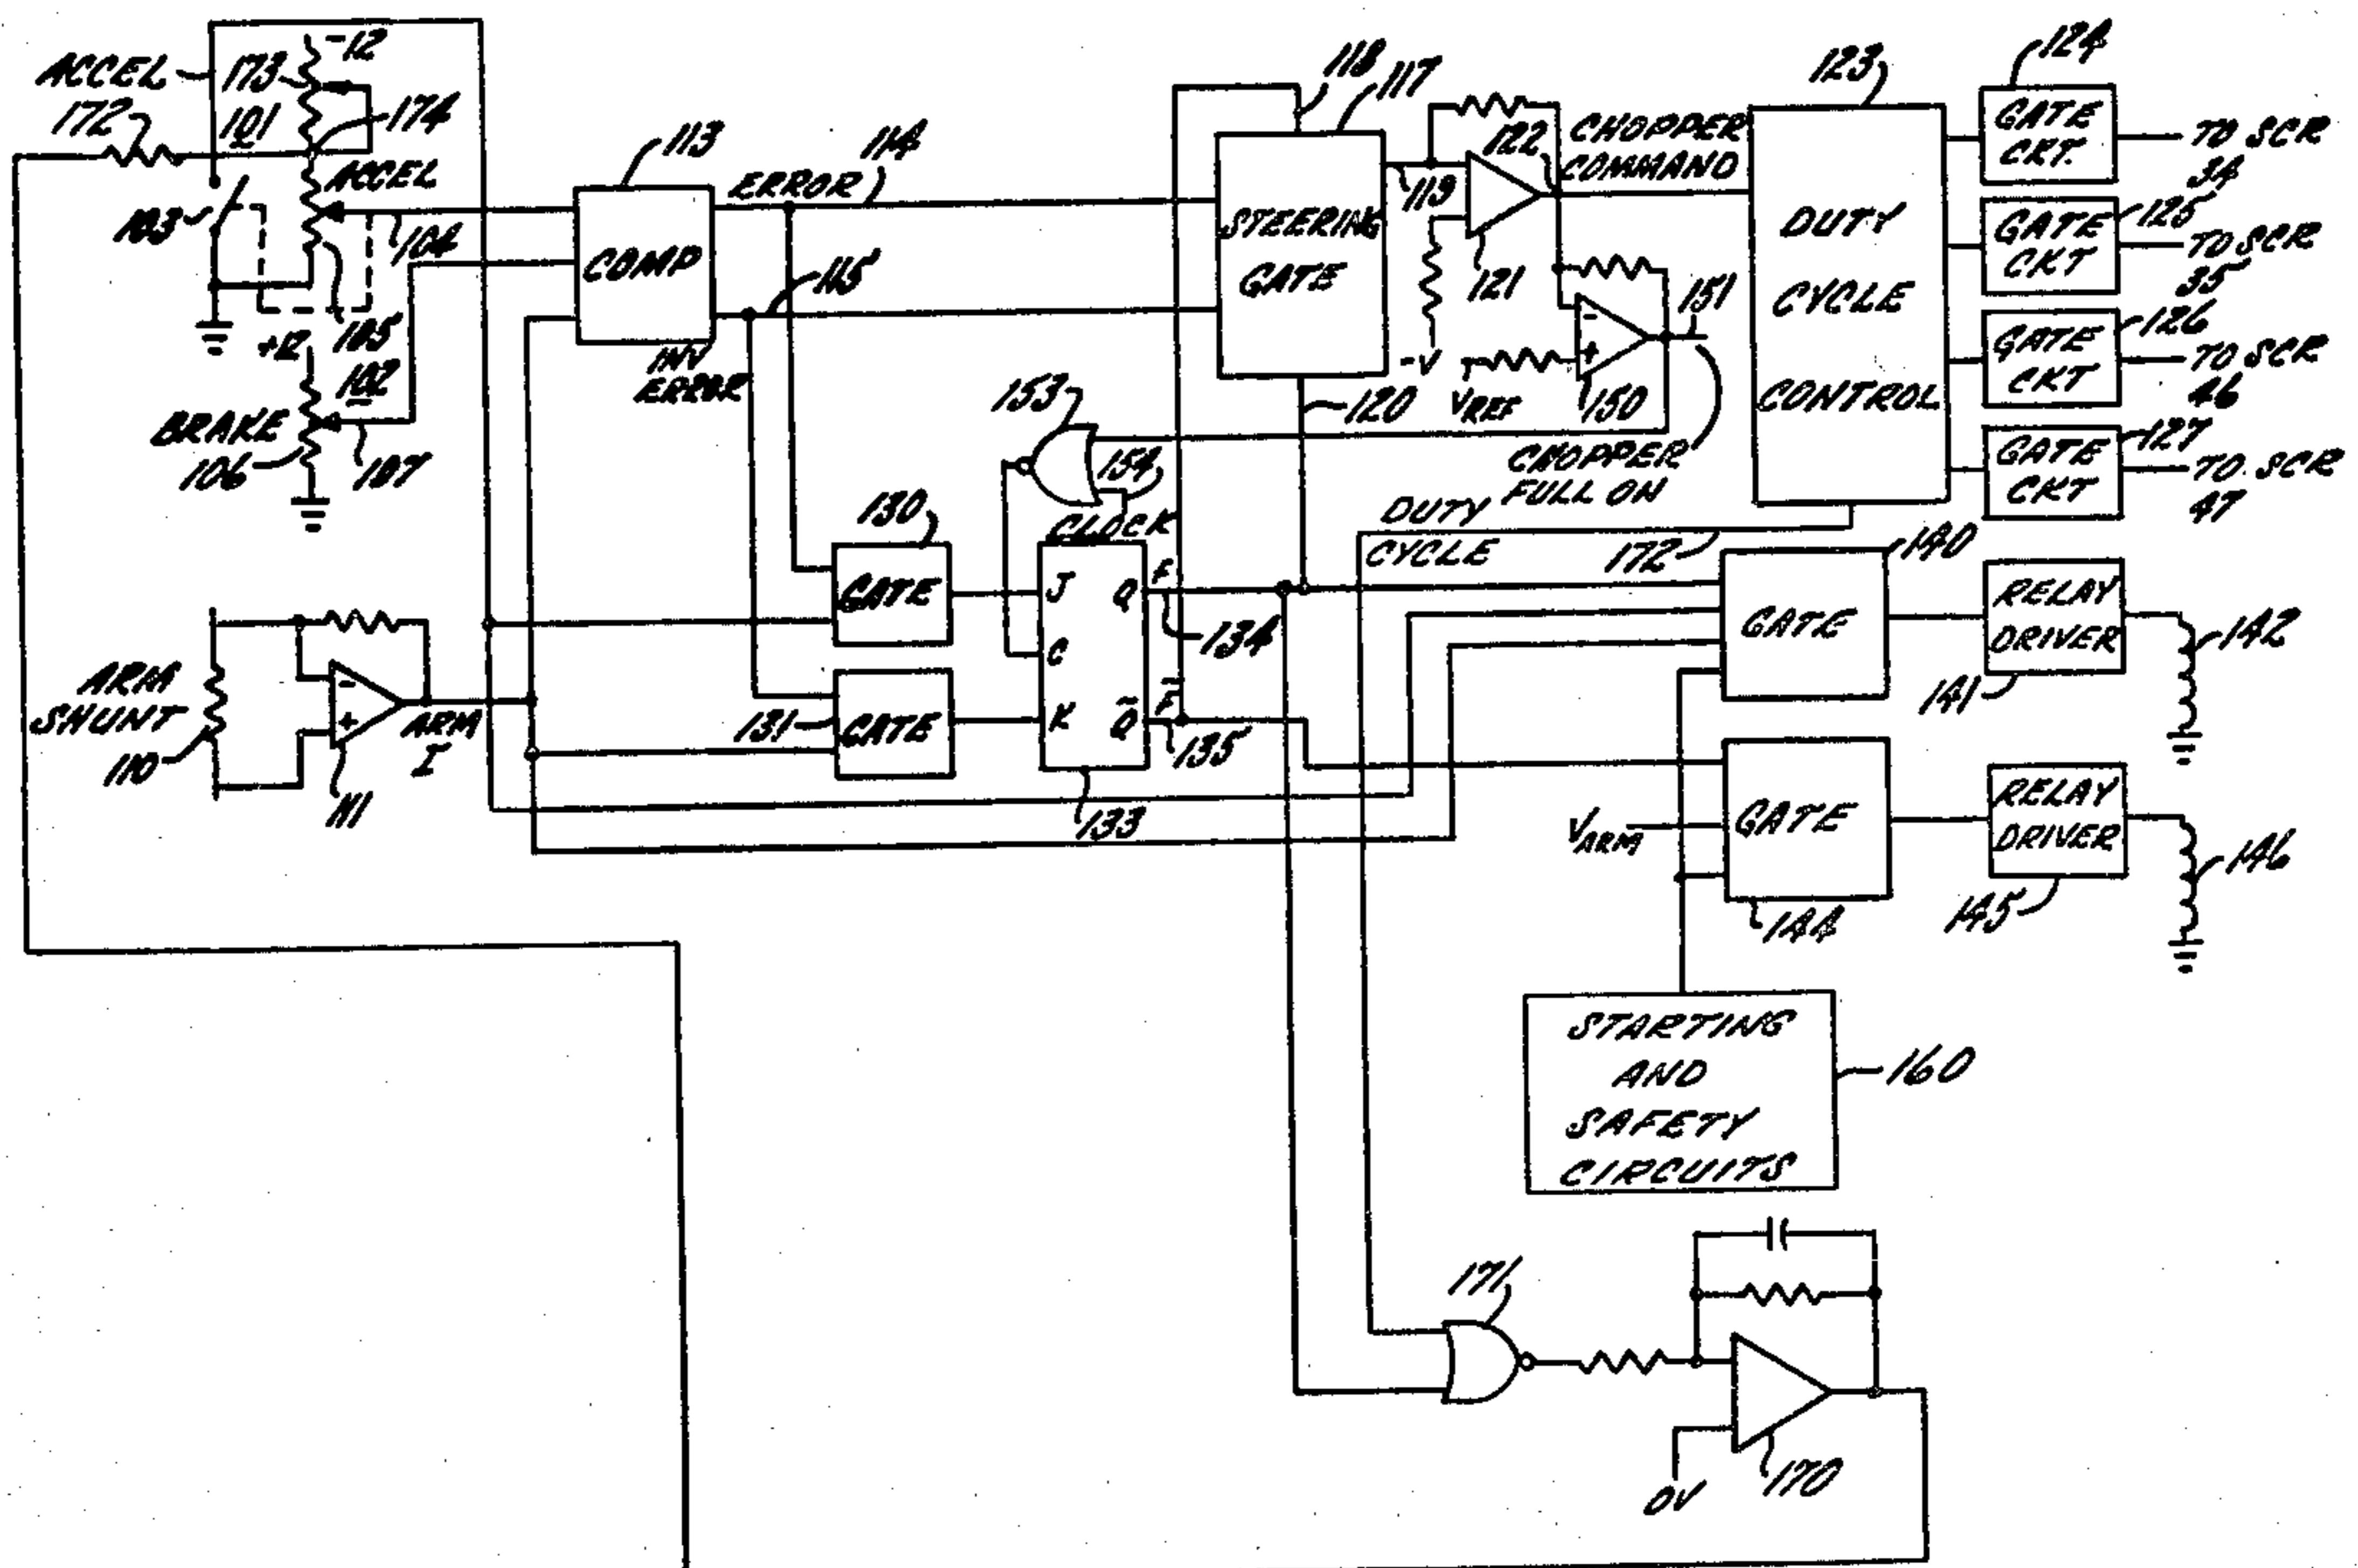 -12
ACCEL
173
101
172
174
ACCEL
103
104
105
+12
102
BRAKE
106
107
113
COMP
ERROR
114
115
INV
ERROR
118
117
STEERING
GATE
119
120
121
-V
122
CHOPPER
COMMAND
-
+
VREF
150
151
CHOPPER
FULL ON
123
DUTY
CYCLE
CONTROL
124
GATE
CKT.
TO SCR
34
GATE
CKT
125
TO SCR
35
GATE
CKT
126
TO SCR
46
GATE
CKT
127
TO SCR
47
153
154
CLOCK
DUTY
CYCLE
172
130
GATE
131
GATE
J
C
K
Q
Q̄
F
F̄
134
135
133
ARM
SHUNT
110
-
+
111
ARM
I
140
GATE
RELAY
DRIVER
141
142
VARM
GATE
144
RELAY
DRIVER
145
146
STARTING
AND
SAFETY
CIRCUITS
160
171
0V
170